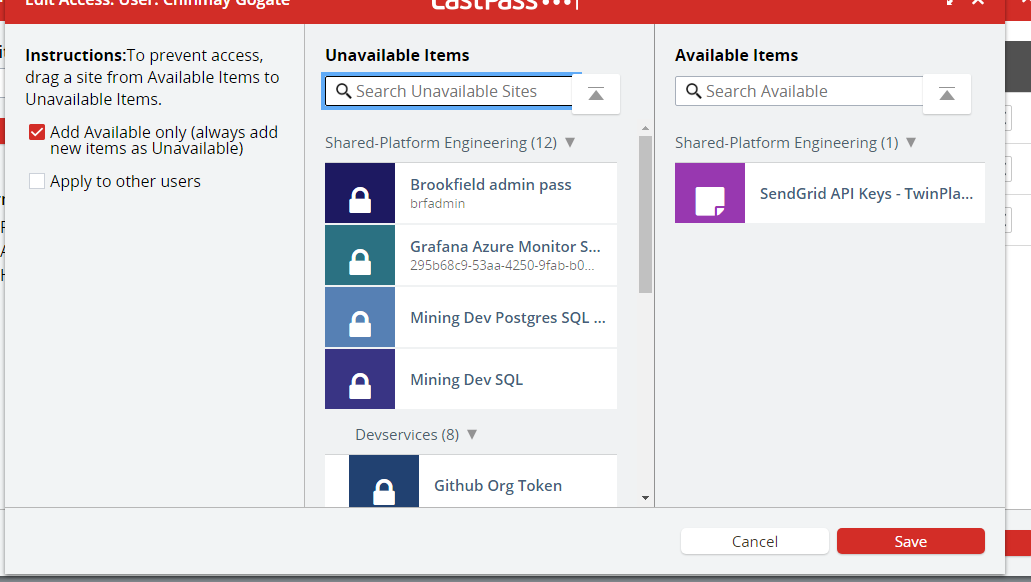 Edit Access: User: Chinmay Gogate
LastPass
Instructions:To prevent access,
drag a site from Available Items to
Unavailable Items.
Add Available only (always add
new items as Unavailable)
Apply to other users
Unavailable Items
Search Unavailable Sites
Shared-Platform Engineering (12)
Brookfield admin pass
brfadmin
Grafana Azure Monitor S...
295b68c9-53aa-4250-9fab-b0...
Mining Dev Postgres SQL ...
Mining Dev SQL
Devservices (8)
Github Org Token
Available Items
Search Available
Shared-Platform Engineering (1)
SendGrid API Keys - TwinPla...
Cancel
Save